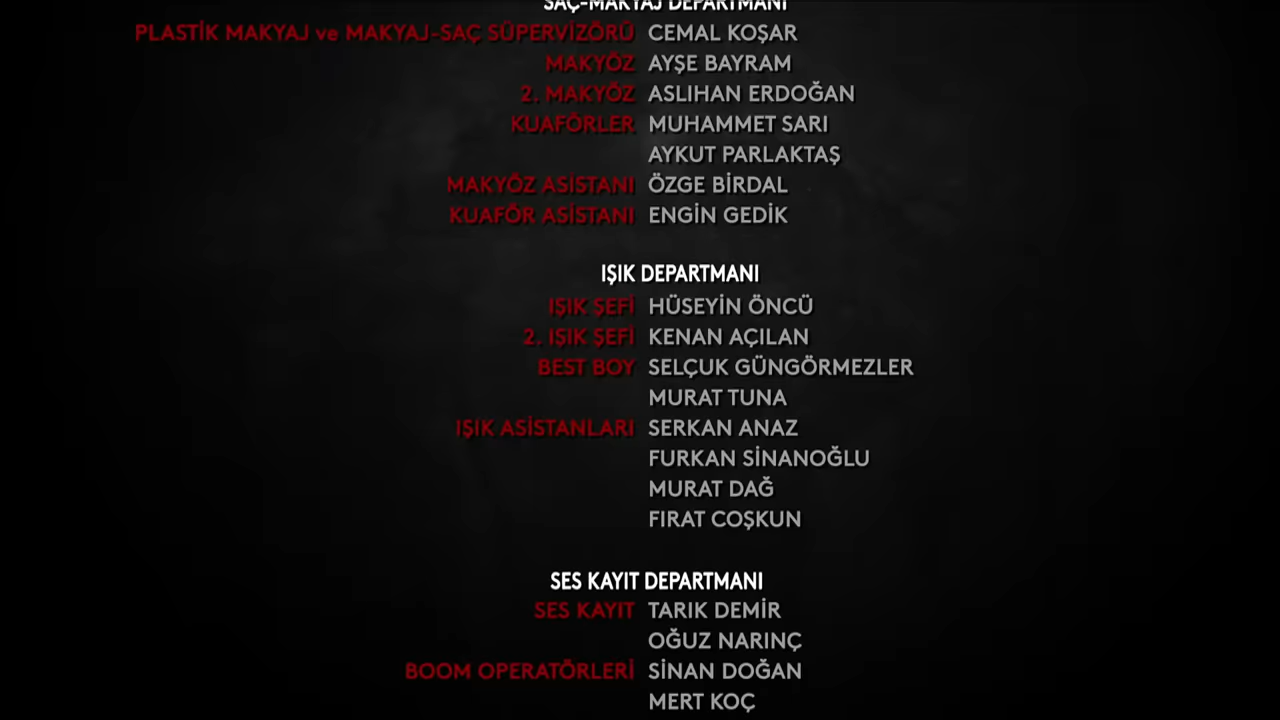 SAÇ-MAKYAJ DEPARTMANI
PLASTİK MAKYAJ ve MAKYAJ-SAÇ SÜPERVİZÖRÜ CEMAL KOŞAR
MAKYÖZ AYŞE BAYRAM
2. MAKYÖZ ASLIHAN ERDOĞAN
KUAFÖRLER MUHAMMET SARI
AYKUT PARLAKTAŞ
MAKYÖZ ASİSTANI ÖZGE BİRDAL
KUAFÖR ASİSTANI ENGİN GEDİK
IŞIK DEPARTMANI
IŞIK ŞEFİ HÜSEYİN ÖNCÜ
2. IŞIK ŞEFİ KENAN AÇILAN
BEST BOY SELÇUK GÜNGÖRMEZLER
MURAT TUNA
IŞIK ASİSTANLARI SERKAN ANAZ
FURKAN SİNANOĞLU
MURAT DAĞ
FIRAT COŞKUN
SES KAYIT DEPARTMANI
SES KAYIT TARIK DEMİR
OĞUZ NARINÇ
BOOM OPERATÖRLERİ SİNAN DOĞAN
MERT KOÇ